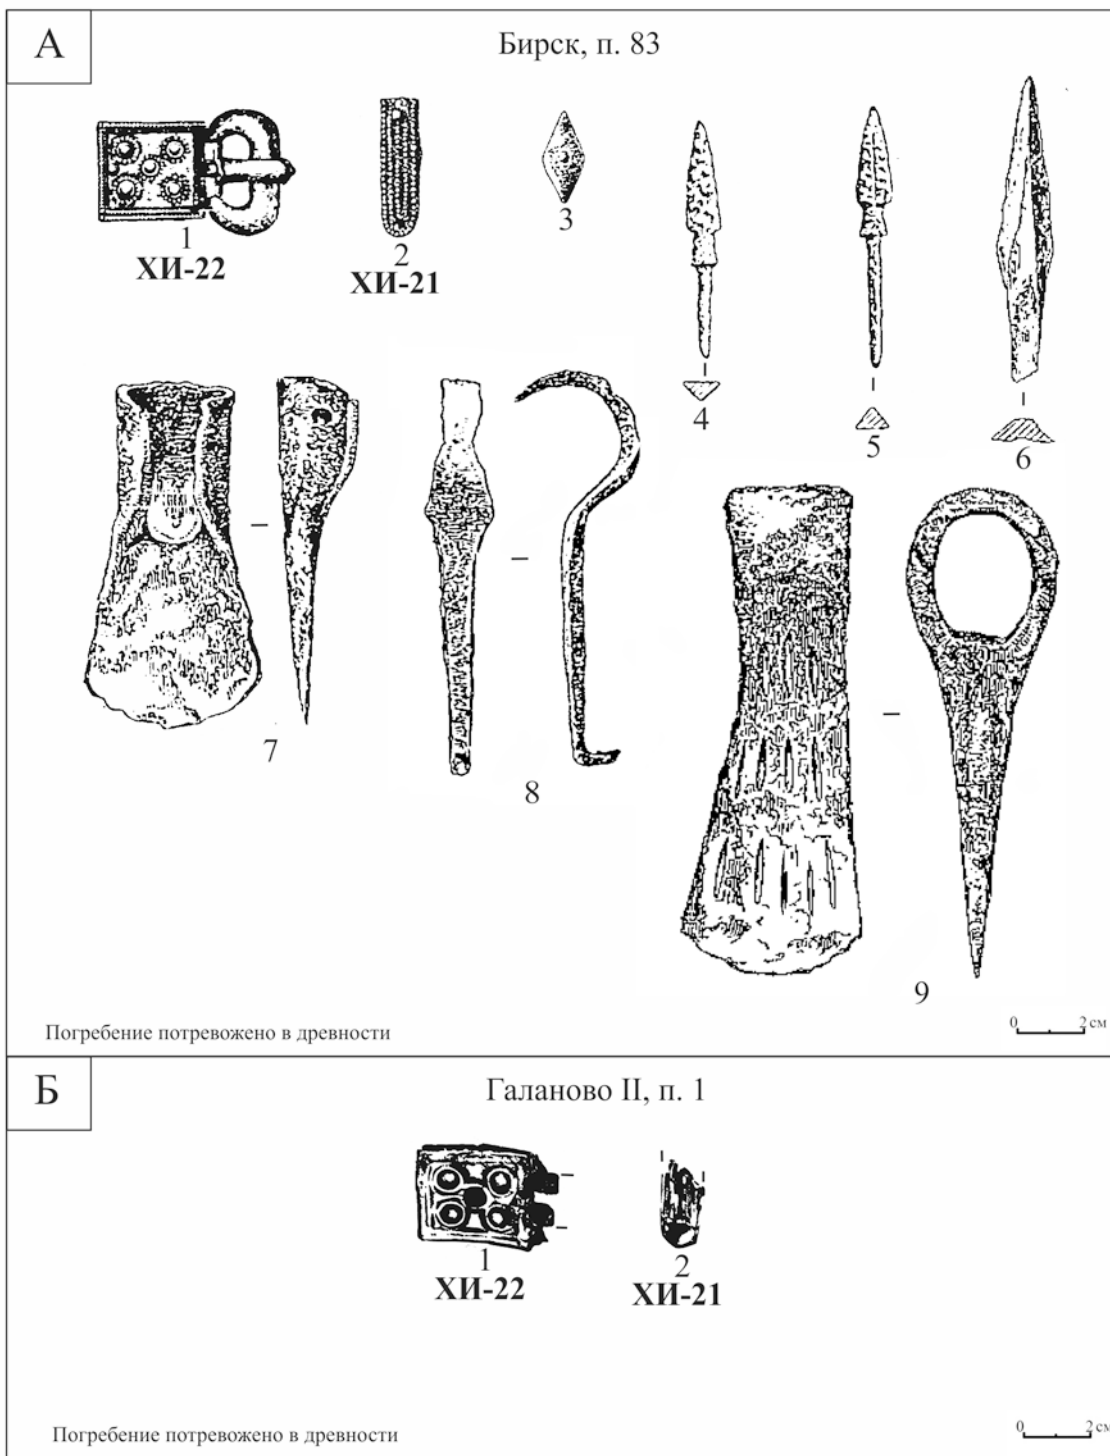 А
Бирск, п. 83
1
ХИ-22
2
ХИ-21
3
4
5
6
7
8
9
Погребение потревожено в древности
0 2 см
Б
Галаново II, п. 1
1
ХИ-22
2
ХИ-21
Погребение потревожено в древности
0 2 см